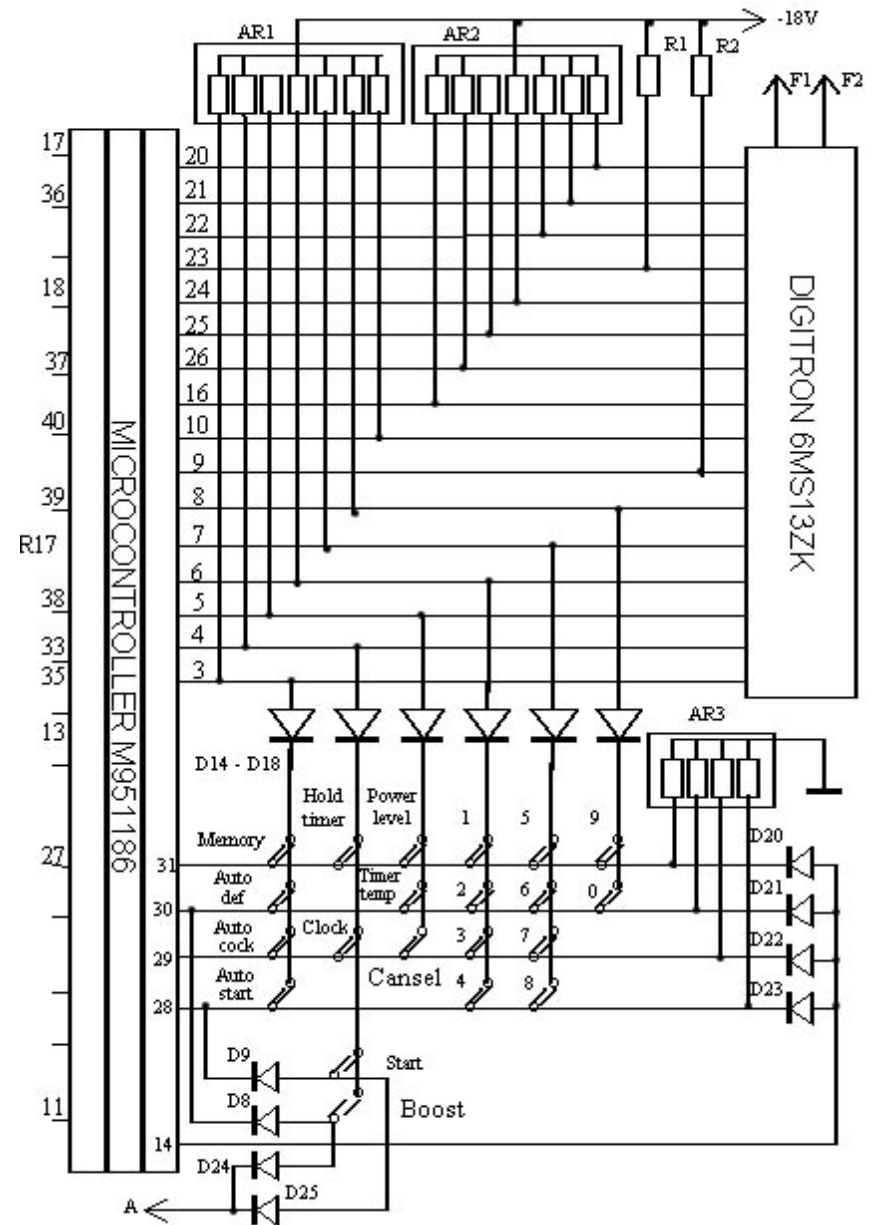 -18V
AR1
AR2
R1
R2
F1
F2
17
20
36
21
22
23
18
24
25
37
26
16
40
10
9
39
8
R17
7
6
38
5
33
4
35
3
MICROCONTROLLER M951186
DIGITRON 6MS13ZK
13
AR3
D14 - D18
Hold
timer
Power
level
1
5
9
Memory
27
31
D20
Auto
def
Timer
temp
2
6
0
30
D21
Auto
cock
Clock
3
7
29
D22
Auto
start
Cansel
4
8
28
D23
D9
Start
D8
Boost
11
14
D24
D25
A